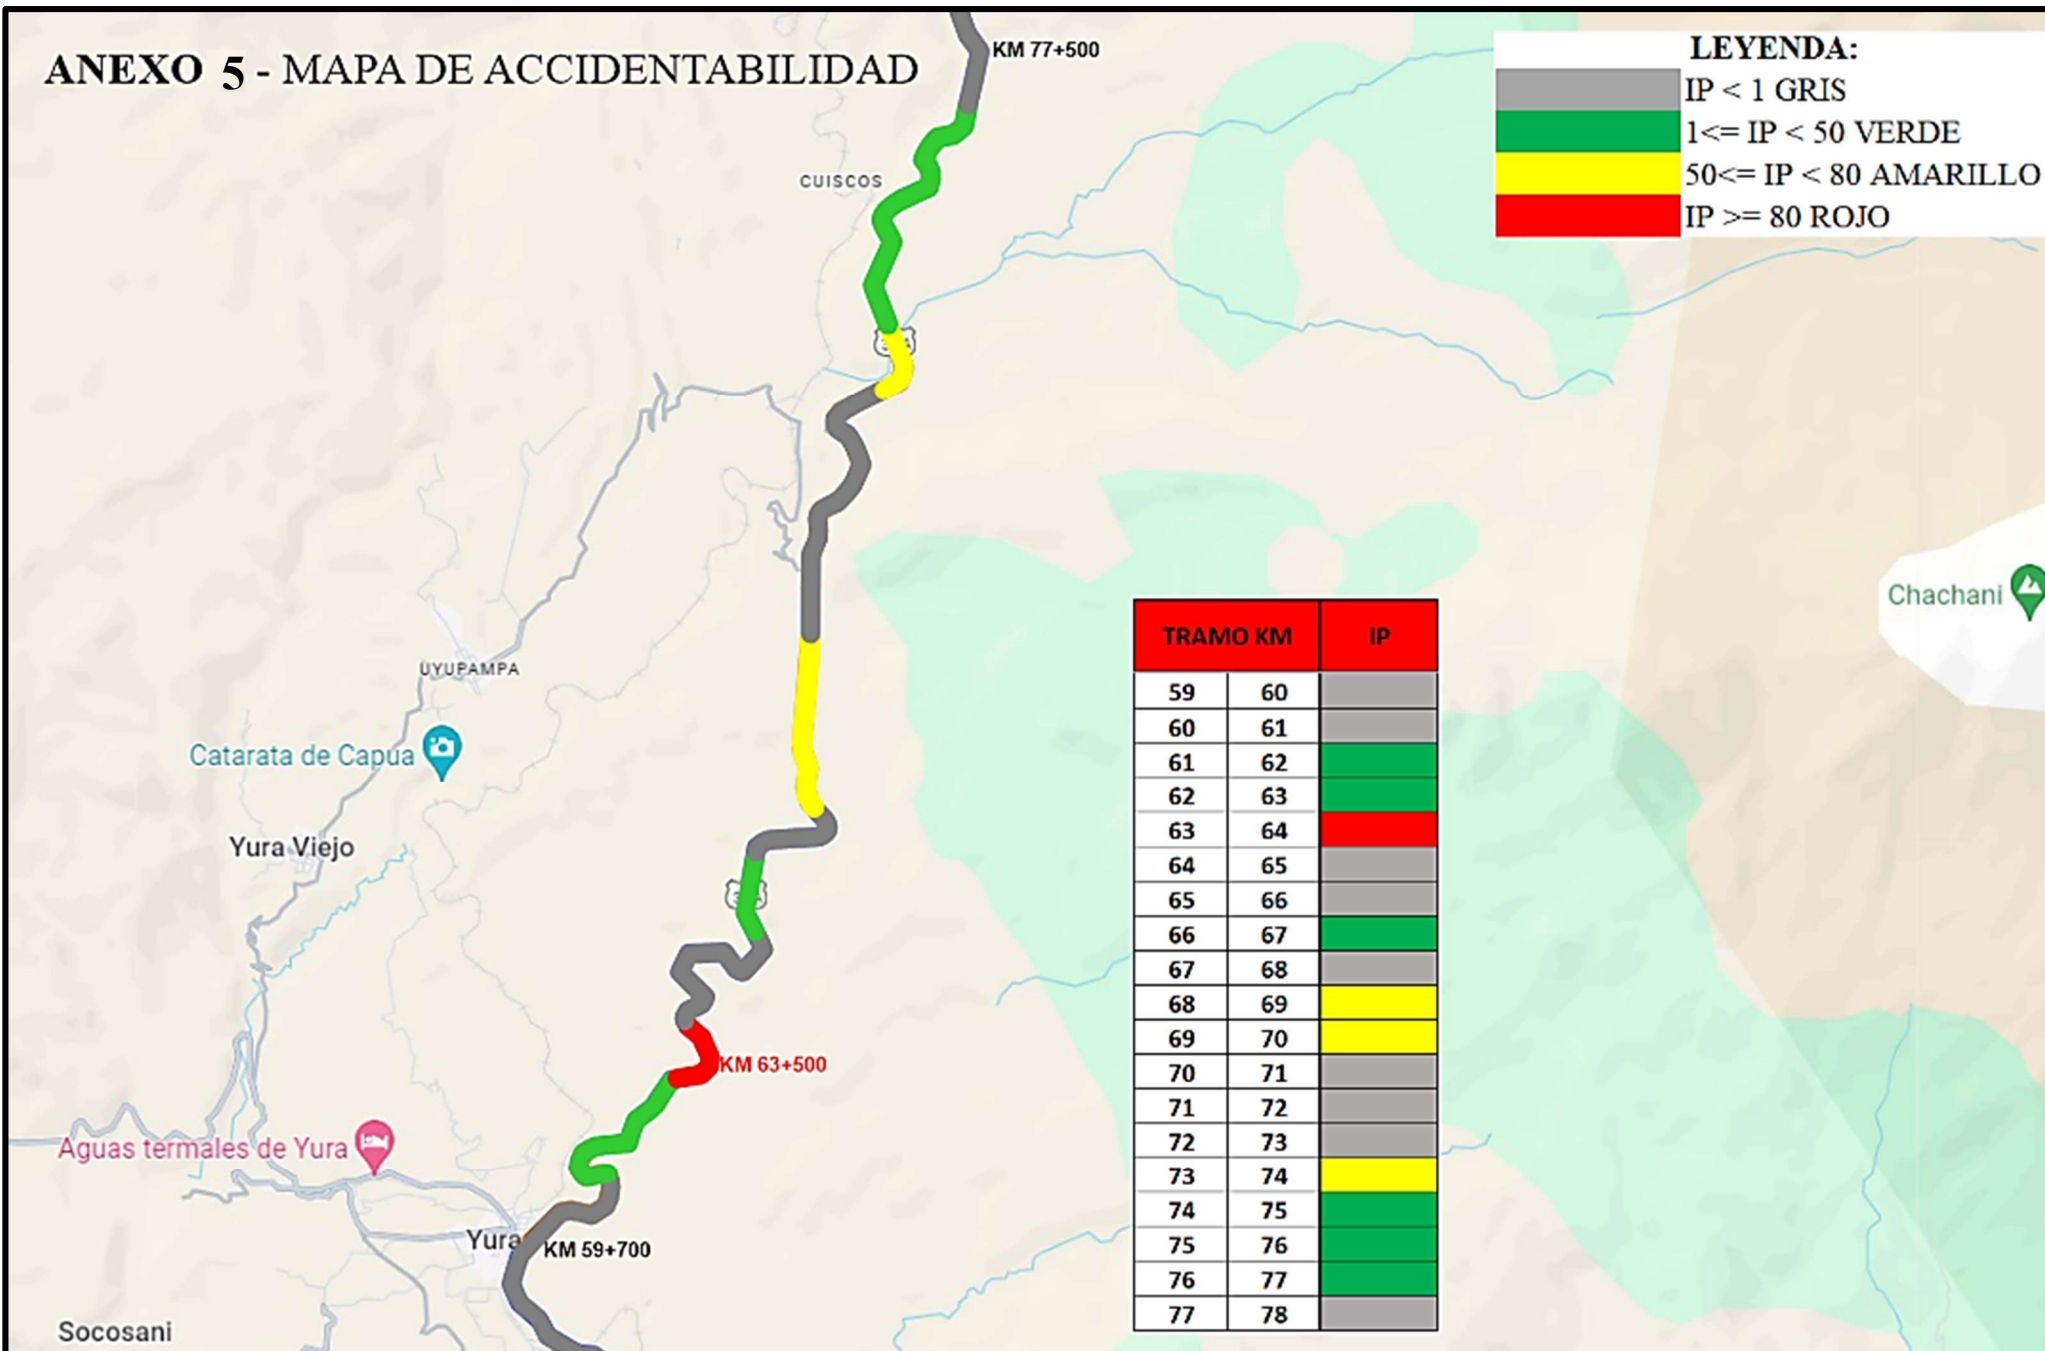 ANEXO 5 - MAPA DE ACCIDENTABILIDAD
KM 77+500
LEYENDA:
IP < 1 GRIS
1<= IP < 50 VERDE
50<= IP < 80 AMARILLO
IP >= 80 ROJO
CUISCOS
Chachani
UYUPAMPA
Catarata de Capua
Yura Viejo
KM 63+500
Aguas termales de Yura
Yura
KM 59+700
Socosani
TRAMO KM IP
59 60
60 61
61 62
62 63
63 64
64 65
65 66
66 67
67 68
68 69
69 70
70 71
71 72
72 73
73 74
74 75
75 76
76 77
77 78